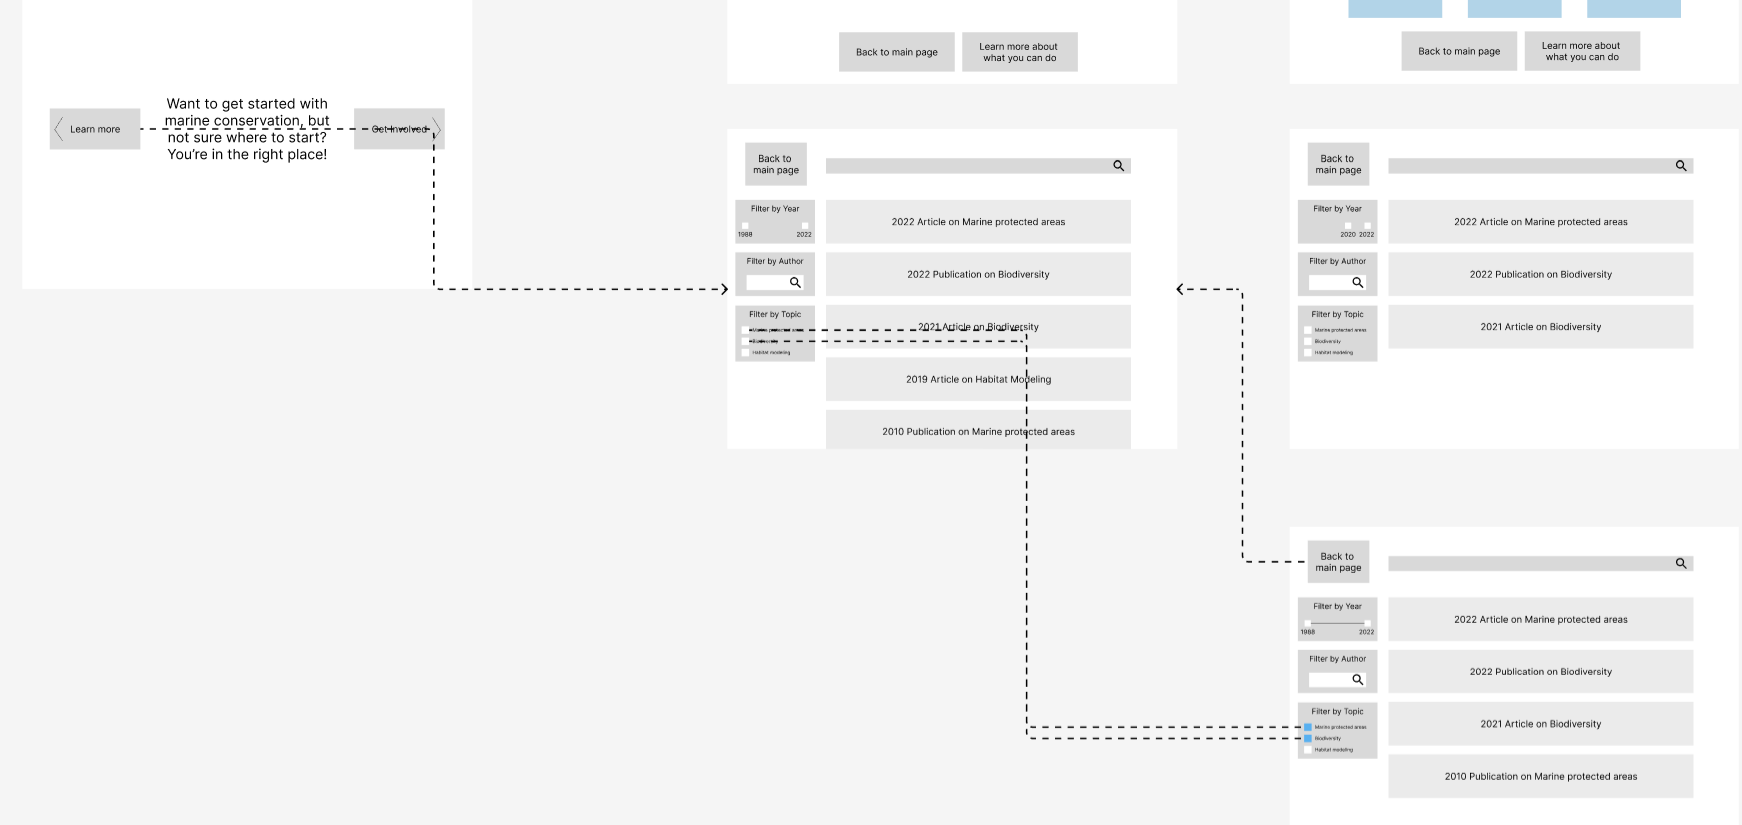 Back to main page
Learn more about
what you can do
Back to main page
Learn more about
what you can do
Learn more
Want to get started with
marine conservation, but
not sure where to start?
You're in the right place!
Get Involved
Back to
main page
Filter by Year
1988
2022
Filter by Author
Filter by Topic
Marine protected areas
Biodiversity
Habitat modeling
2022 Article on Marine protected areas
2022 Publication on Biodiversity
2021 Article on Biodiversity
2019 Article on Habitat Modeling
2010 Publication on Marine protected areas
Back to
main page
Filter by Year
2020 2022
Filter by Author
Filter by Topic
Marine protected areas
Biodiversity
Habitat modeling
2022 Article on Marine protected areas
2022 Publication on Biodiversity
2021 Article on Biodiversity
Back to
main page
Filter by Year
1988
2022
Filter by Author
Filter by Topic
Marine protected areas
Biodiversity
Habitat modeling
2022 Article on Marine protected areas
2022 Publication on Biodiversity
2021 Article on Biodiversity
2010 Publication on Marine protected areas